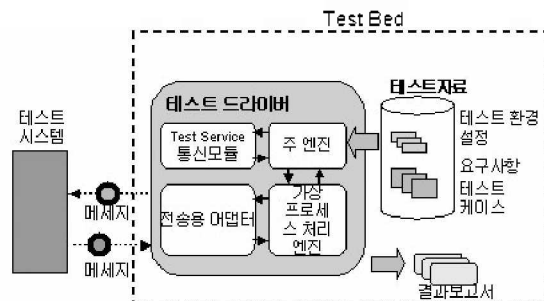 Test Bed
테스트자료
테스트 드라이버
테스트
시스템
Test Service
통신모듈
주 엔진
테스트 환경
설정
요구사항
테스트
케이스
메세지
전송용 어댑터
가상
프로세
스 처리
엔진
메세지
결과보고서